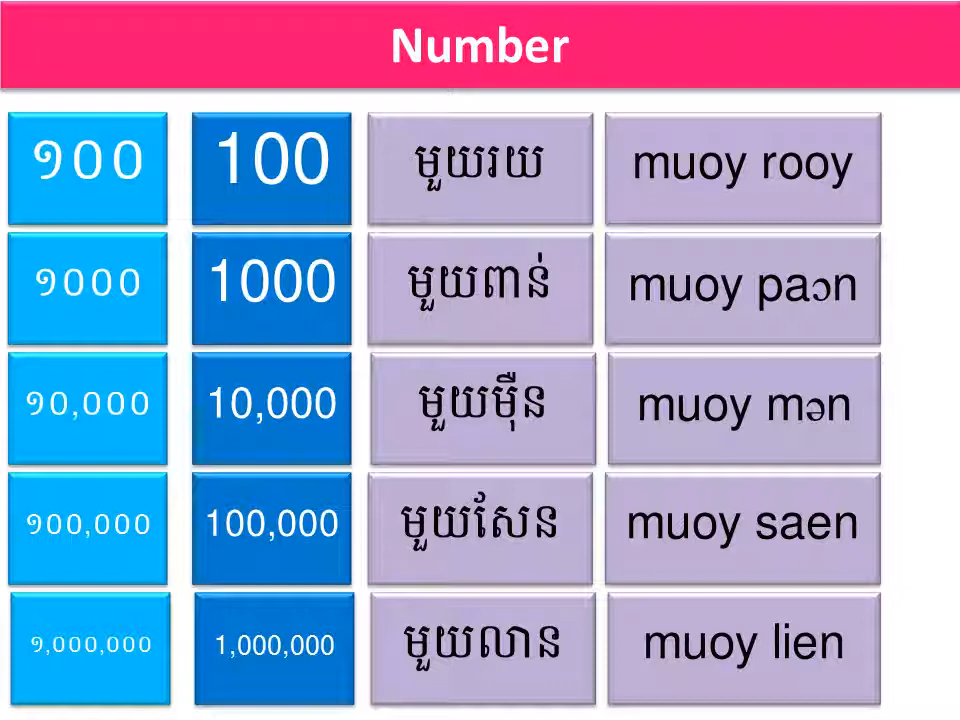 Number
១០០ 100 មួយរយ muoy rooy
១០០០ 1000 មួយពាន់ muoy paɔn
១០,០០០ 10,000 មួយម៉ឺន muoy mən
១០០,០០០ 100,000 មួយសែន muoy saen
១,០០០,០០០ 1,000,000 មួយលាន muoy lien